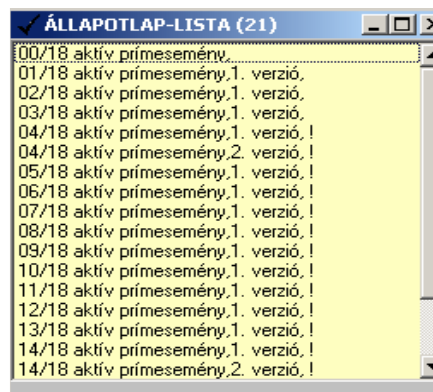 ÁLLAPOTLAP-LISTA (21)
00/18 aktív prímesemény,
01/18 aktív prímesemény,1. verzió,
02/18 aktív prímesemény,1. verzió,
03/18 aktív prímesemény,1. verzió,
04/18 aktív prímesemény,1. verzió, !
04/18 aktív prímesemény,2. verzió, !
05/18 aktív prímesemény,1. verzió, !
06/18 aktív prímesemény,1. verzió, !
07/18 aktív prímesemény,1. verzió, !
08/18 aktív prímesemény,1. verzió, !
09/18 aktív prímesemény,1. verzió, !
10/18 aktív prímesemény,1. verzió, !
11/18 aktív prímesemény,1. verzió, !
12/18 aktív prímesemény,1. verzió, !
13/18 aktív prímesemény,1. verzió, !
14/18 aktív prímesemény,1. verzió, !
14/18 aktív prímesemény,2. verzió, !